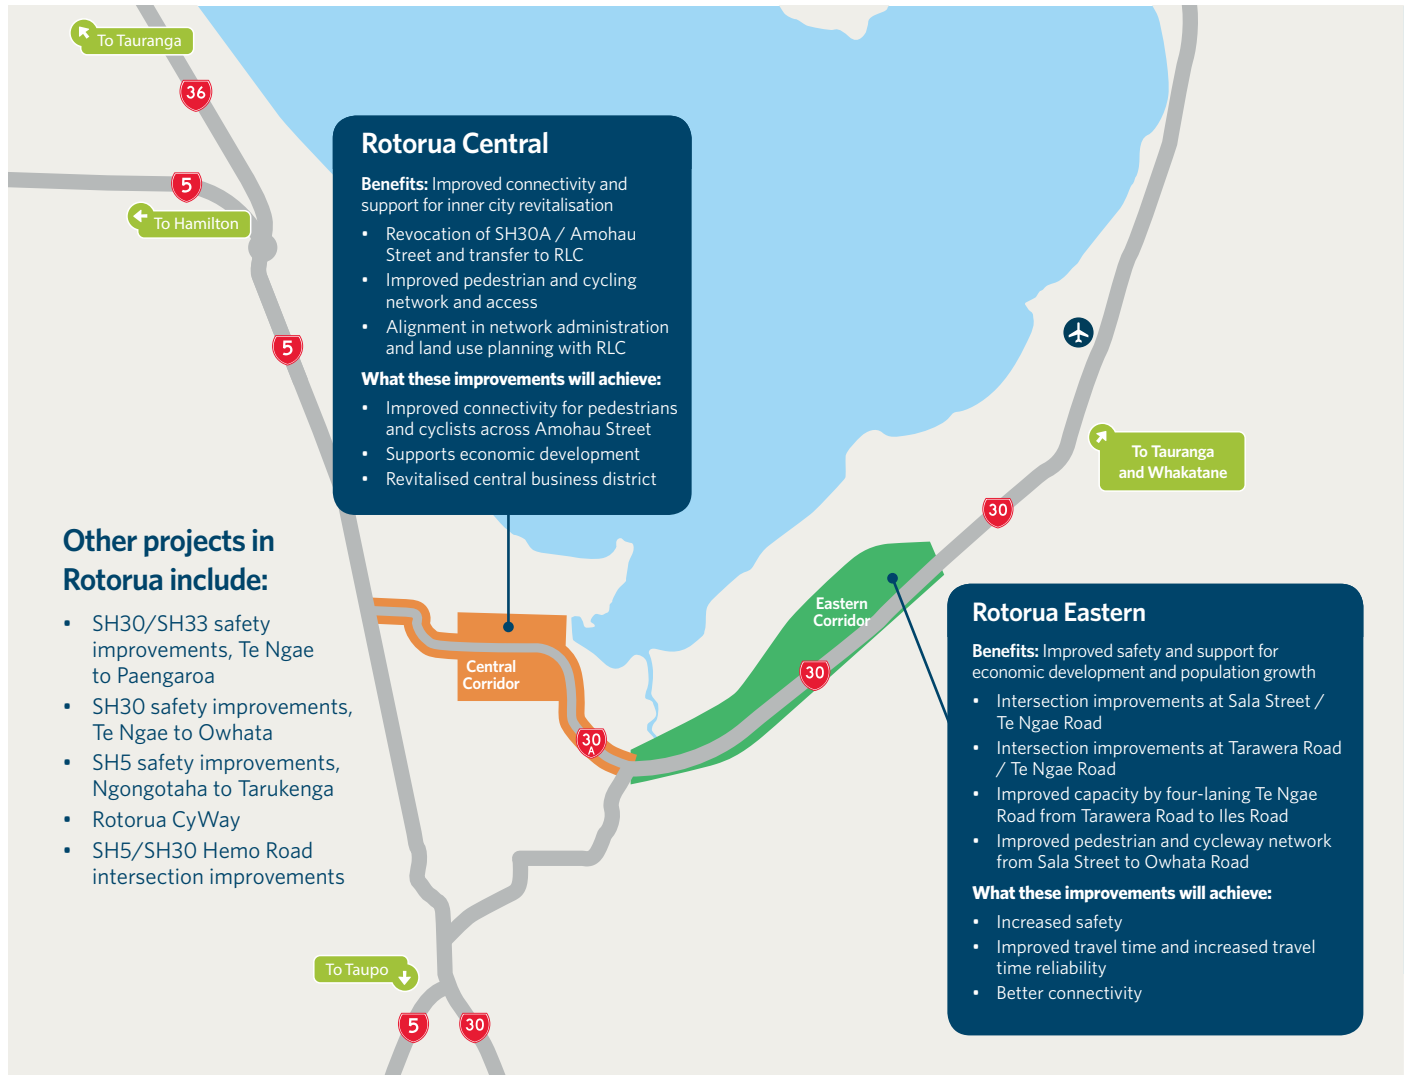 To Tauranga
36
5
To Hamilton
5
Rotorua Central
Benefits: Improved connectivity and
support for inner city revitalisation
• Revocation of SH30A / Amohau
Street and transfer to RLC
• Improved pedestrian and cycling
network and access
• Alignment in network administration
and land use planning with RLC
What these improvements will achieve:
• Improved connectivity for pedestrians
and cyclists across Amohau Street
• Supports economic development
• Revitalised central business district
To Tauranga
and Whakatane
30
Other projects in
Rotorua include:
• SH30/SH33 safety
improvements, Te Ngae
to Paengaroa
• SH30 safety improvements,
Te Ngae to Owhata
• SH5 safety improvements,
Ngongotaha to Tarukenga
• Rotorua CyWay
• SH5/SH30 Hemo Road
intersection improvements
Central
Corridor
30
A
Eastern
Corridor
30
Rotorua Eastern
Benefits: Improved safety and support for
economic development and population growth
• Intersection improvements at Sala Street /
Te Ngae Road
• Intersection improvements at Tarawera Road
/ Te Ngae Road
• Improved capacity by four-laning Te Ngae
Road from Tarawera Road to Iles Road
• Improved pedestrian and cycleway network
from Sala Street to Owhata Road
What these improvements will achieve:
• Increased safety
• Improved travel time and increased travel
time reliability
• Better connectivity
To Taupo
5
30